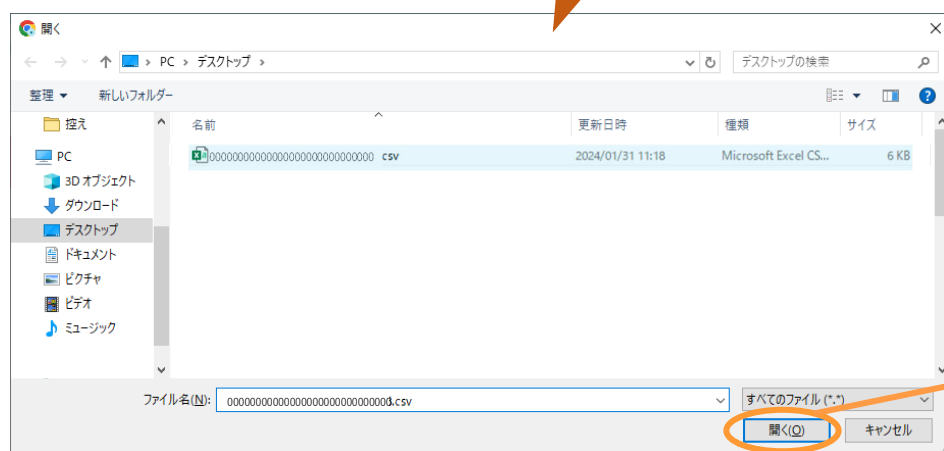 開く
PC > デスクトップ >
デスクトップの検索
整理
新しいフォルダー
控え
名前
更新日時
種類
サイズ
PC
0000000000000000000000000000 csv
2024/01/31 11:18
Microsoft Excel CS...
6 KB
3D オブジェクト
ダウンロード
デスクトップ
ドキュメント
ピクチャ
ビデオ
ミュージック
ファイル名(N):
すべてのファイル (*.*)
開く(O)
キャンセル